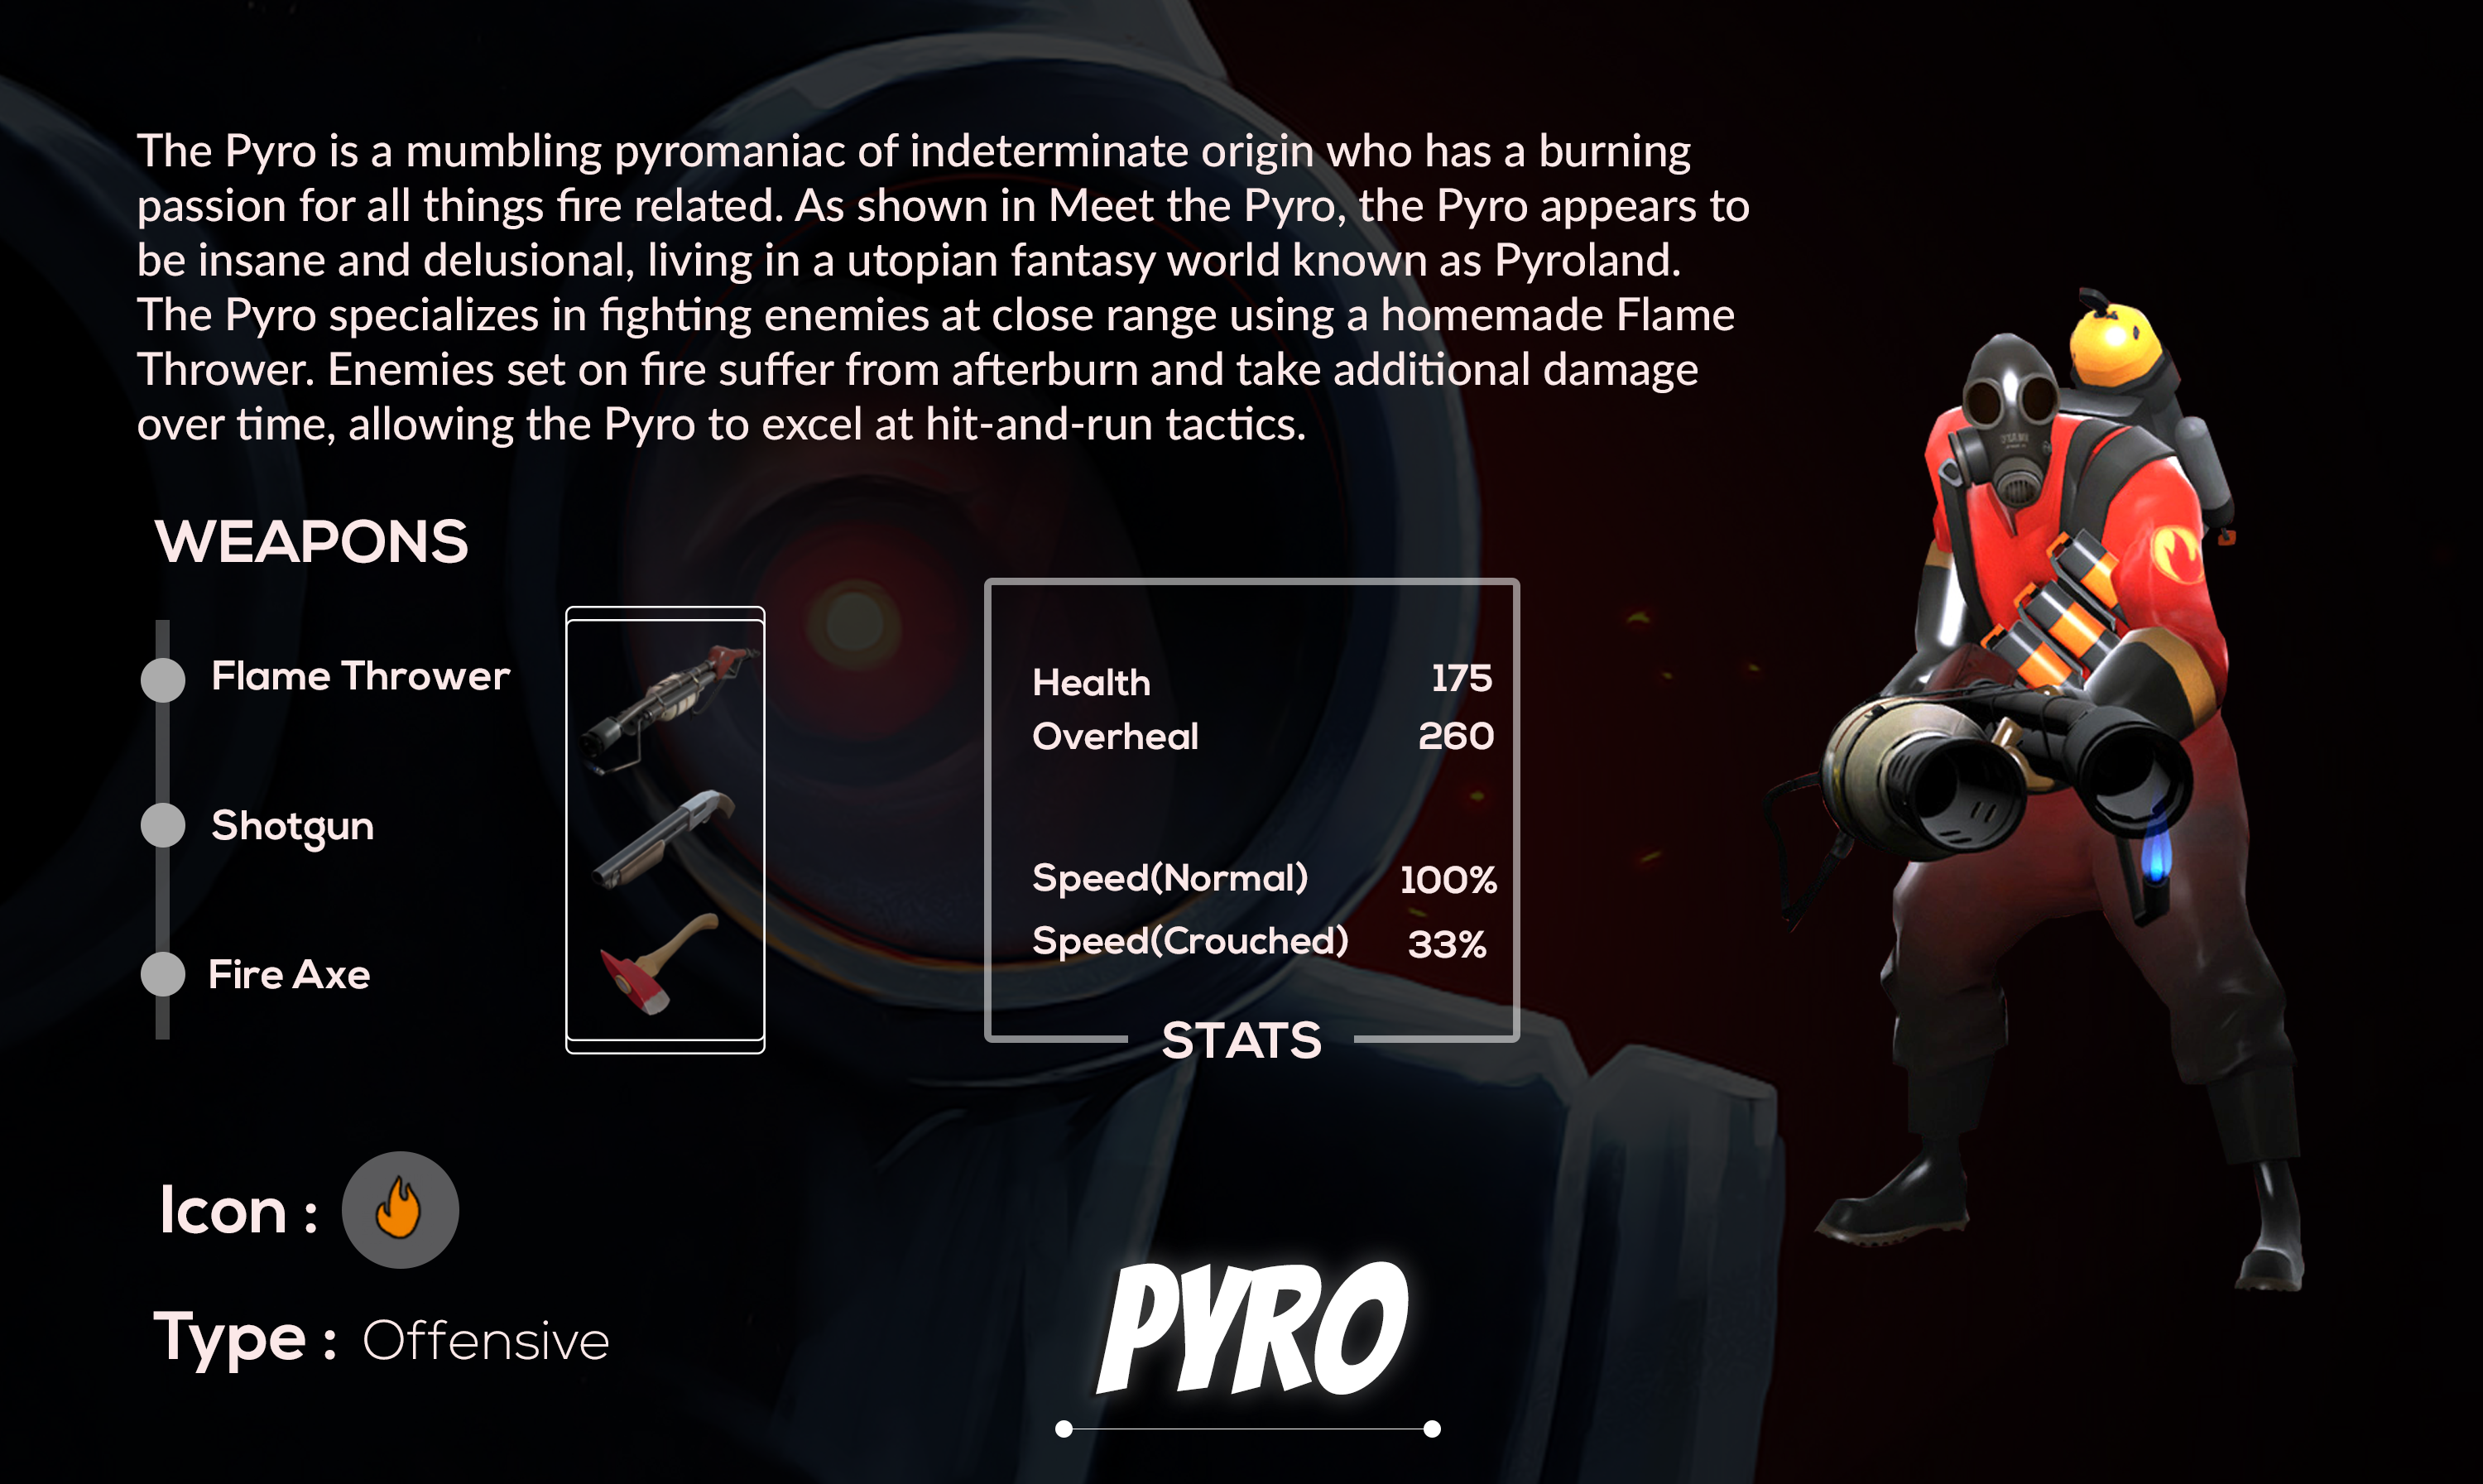 The Pyro is a mumbling pyromaniac of indeterminate origin who has a burning
passion for all things fire related. As shown in Meet the Pyro, the Pyro appears to
be insane and delusional, living in a utopian fantasy world known as Pyroland.
The Pyro specializes in fighting enemies at close range using a homemade Flame
Thrower. Enemies set on fire suffer from afterburn and take additional damage
over time, allowing the Pyro to excel at hit-and-run tactics.
WEAPONS
Flame Thrower
Shotgun
Fire Axe
Health 175
Overheal 260
Speed(Normal) 100%
Speed(Crouched) 33%
STATS
Icon :
Type : Offensive
PYRO